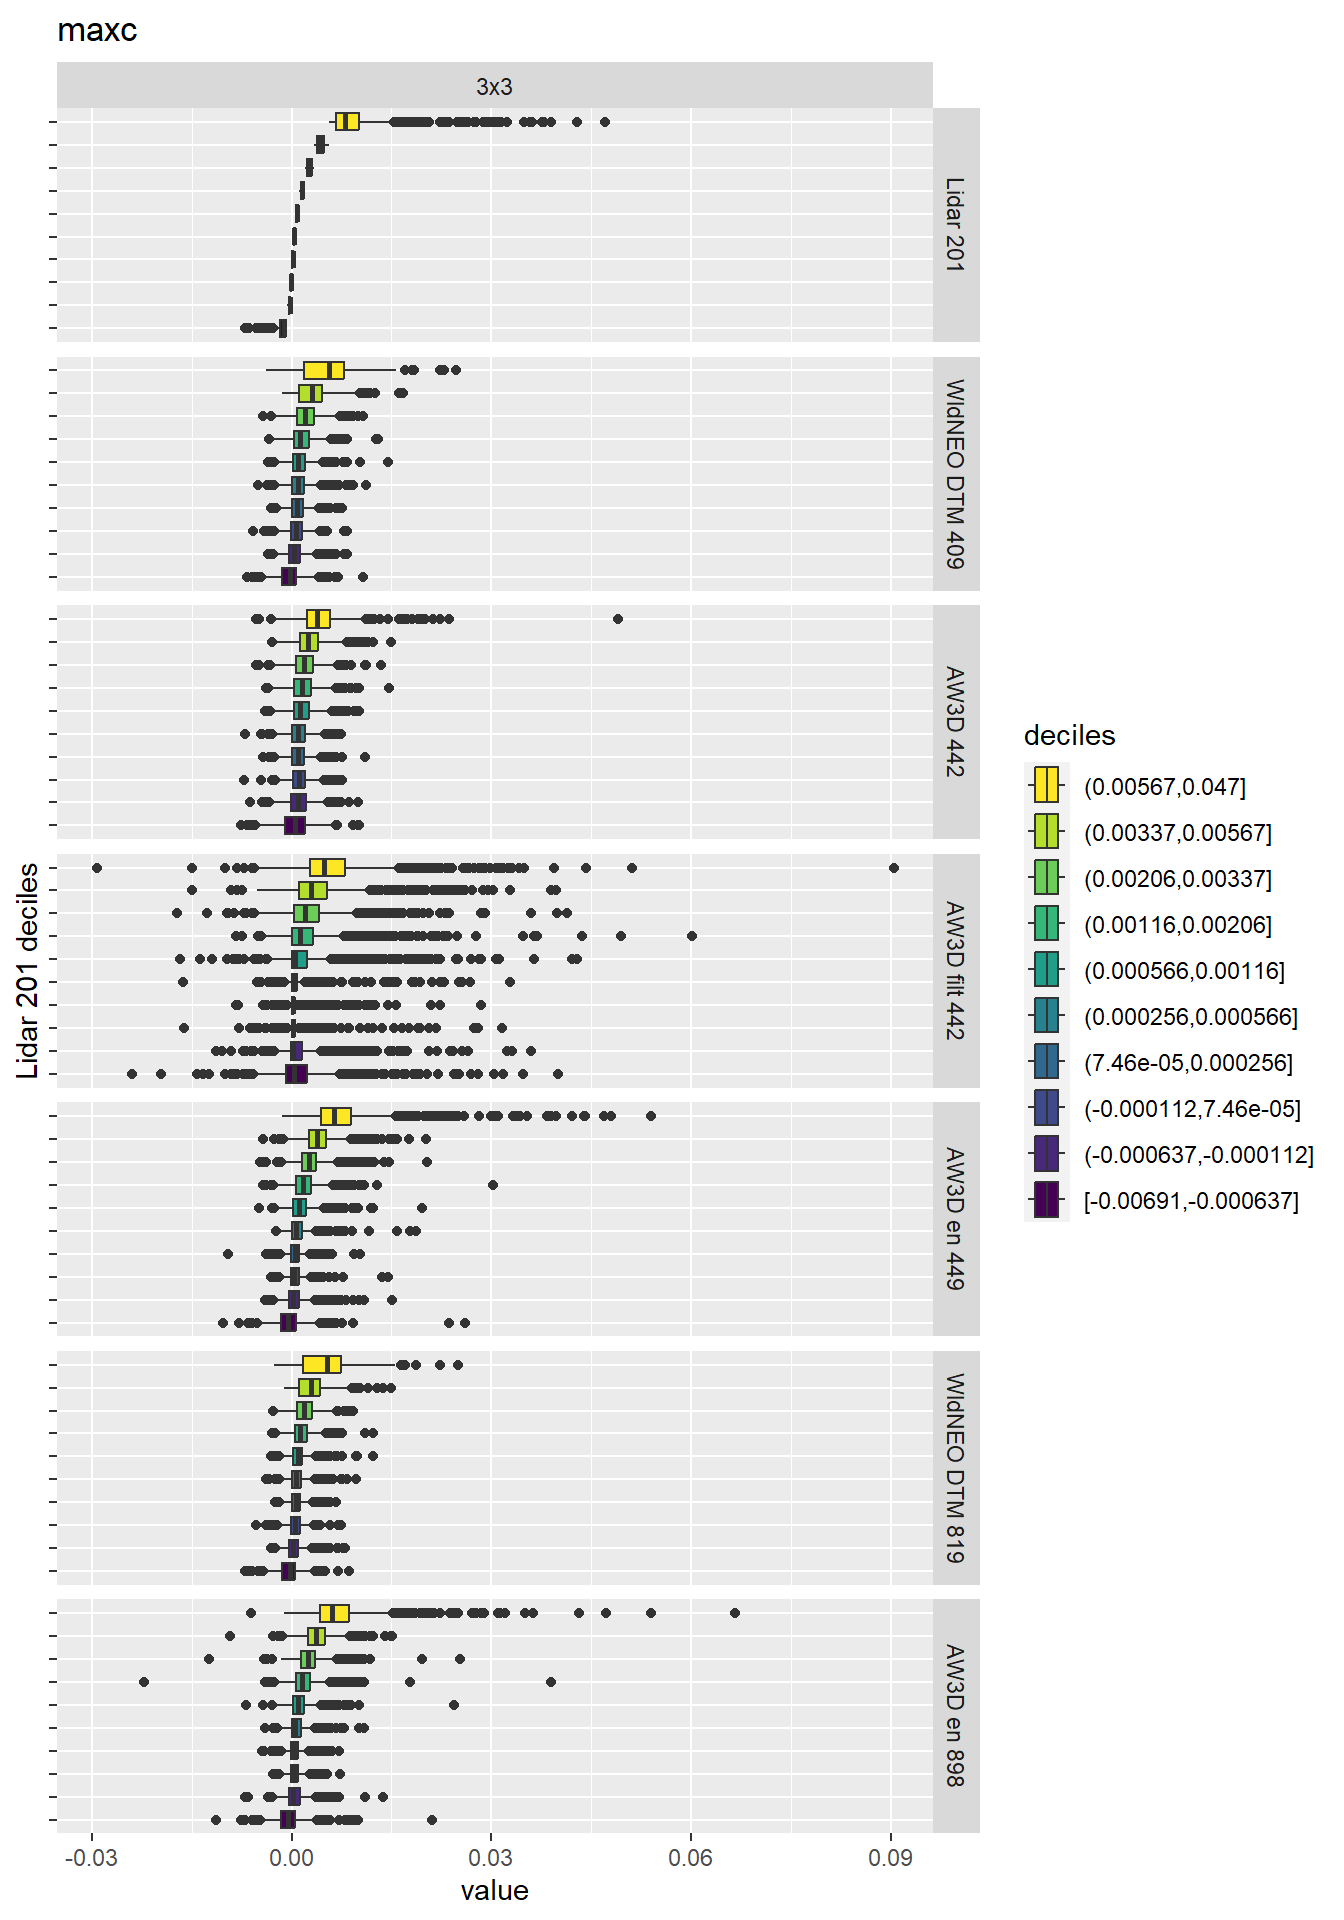 maxc
3x3
Lidar 201
WldNEO DTM 409
AW3D 442
AW3D filt 442
AW3D en 449
WldNEO DTM 819
AW3D en 898
Lidar 201 deciles
-0.03 0.00 0.03 0.06 0.09
value
deciles
(0.00567,0.047]
(0.00337,0.00567]
(0.00206,0.00337]
(0.00116,0.00206]
(0.000566,0.00116]
(0.000256,0.000566]
(7.46e-05,0.000256]
(-0.000112,7.46e-05]
(-0.000637,-0.000112]
[-0.00691,-0.000637]